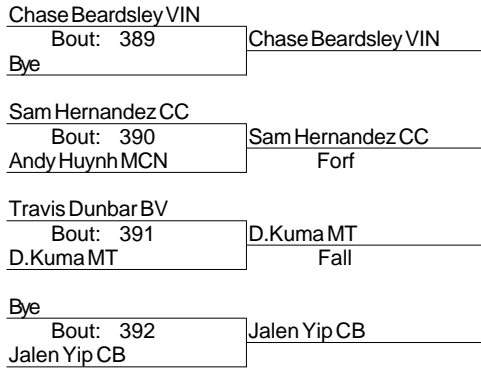 Chase Beardsley VIN
Bout: 389
Chase Beardsley VIN
Bye
Sam Hernandez CC
Bout: 390
Sam Hernandez CC
Andy Huynh MCN
Forf
Travis Dunbar BV
Bout: 391
D.Kuma MT
D.Kuma MT
Fall
Bye
Bout: 392
Jalen Yip CB
Jalen Yip CB